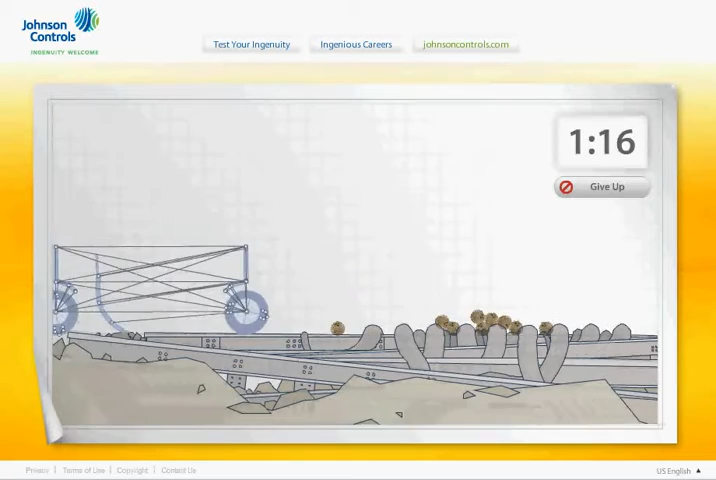 Johnson
Controls
INGENUITY WELCOME
Test Your Ingenuity
Ingenious Careers
johnsoncontrols.com
1:16
Give Up
Privacy
Terms of Use
Copyright
Contact Us
US English